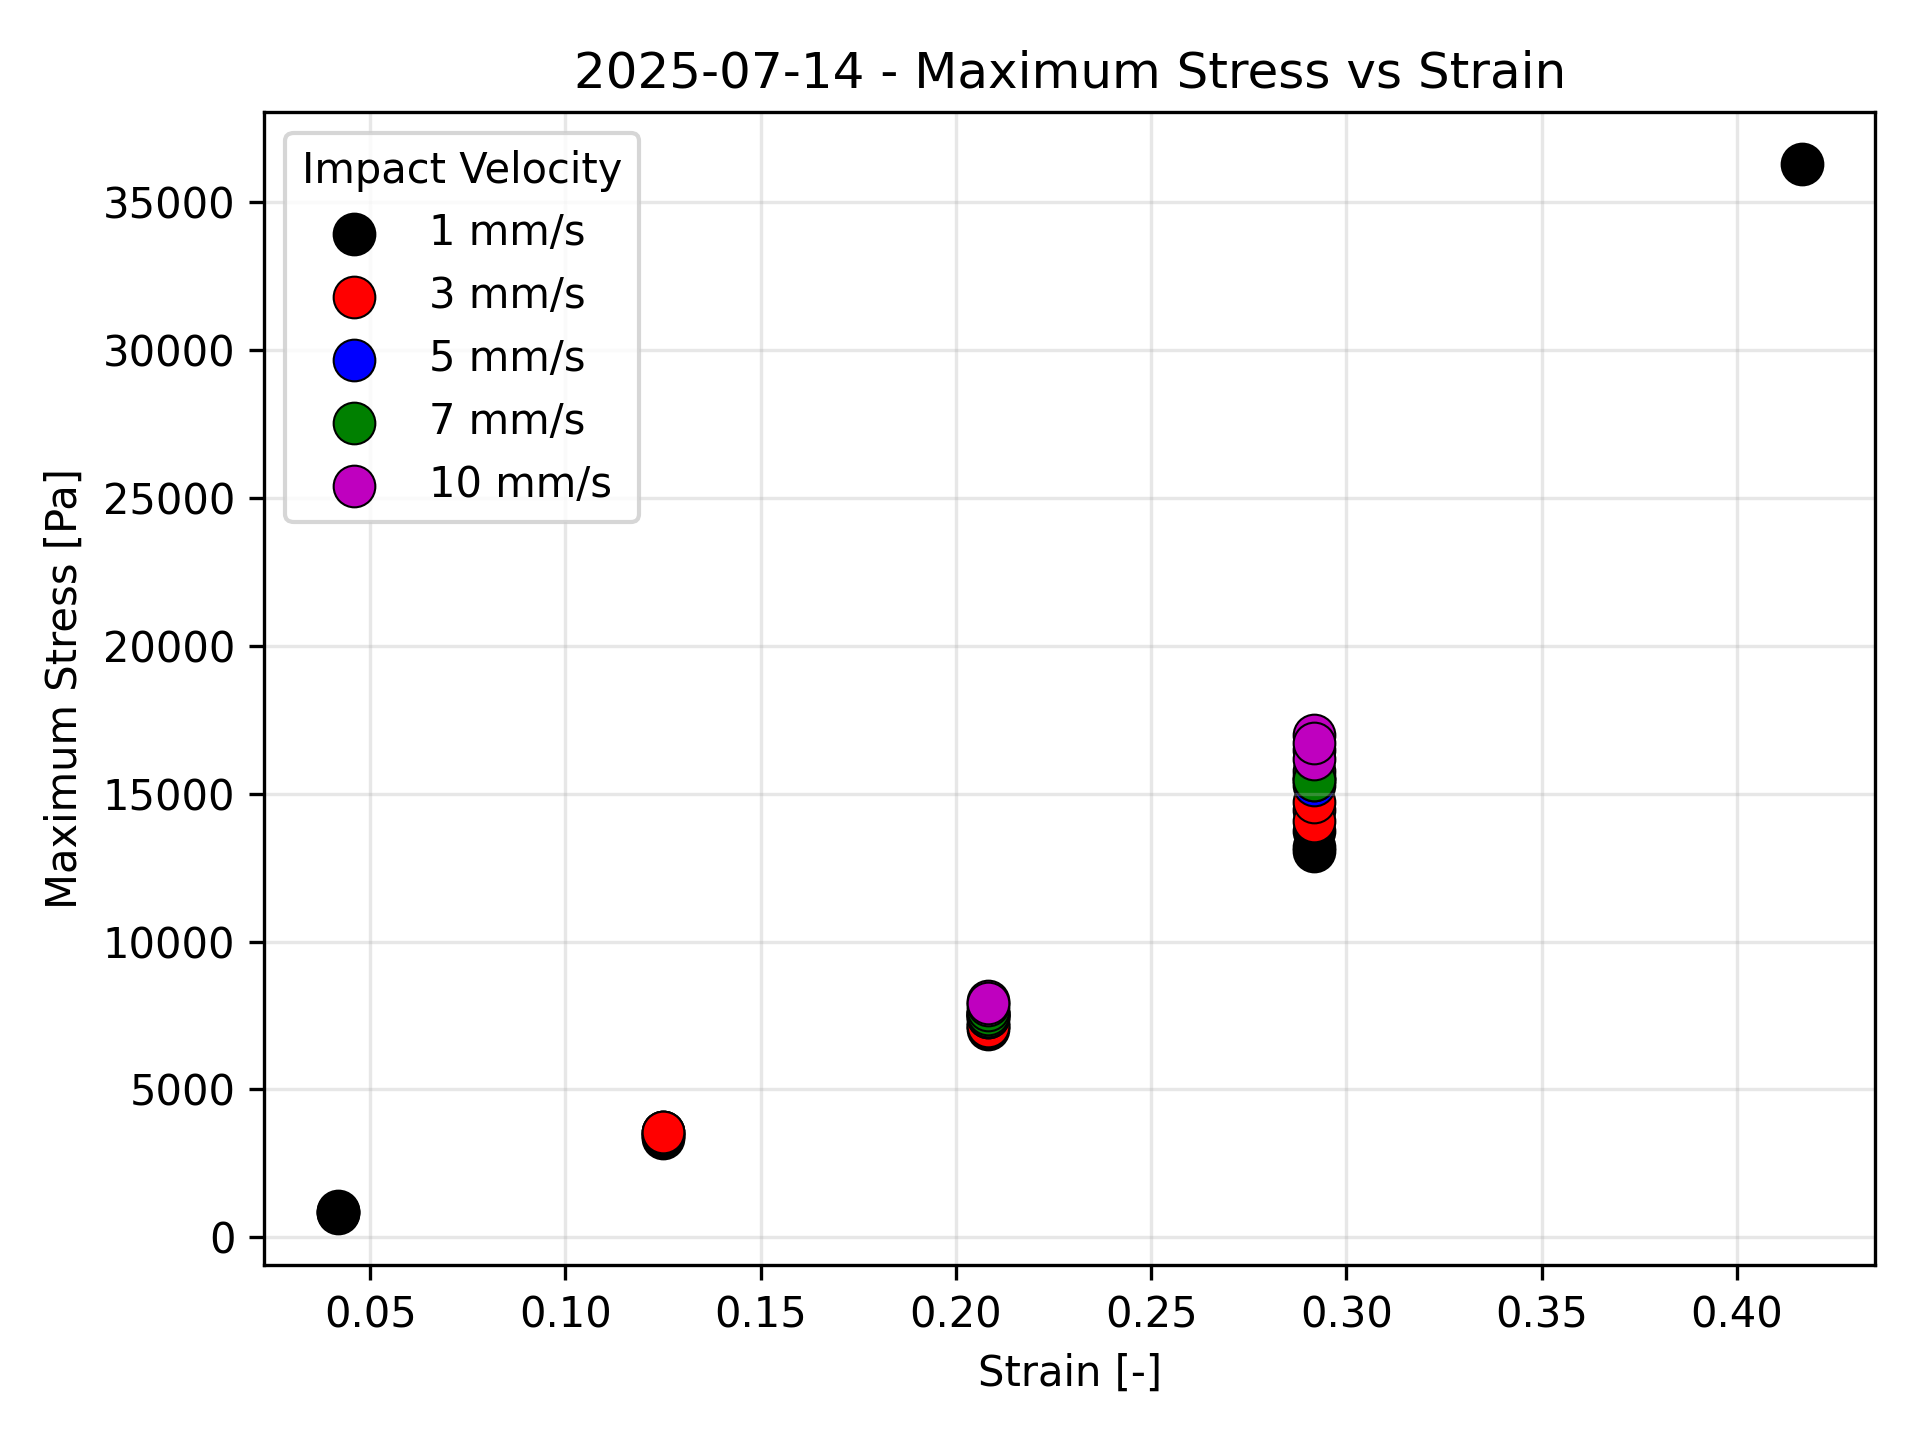 2025-07-14 - Maximum Stress vs Strain
Impact Velocity
1 mm/s
3 mm/s
5 mm/s
7 mm/s
10 mm/s
Maximum Stress [Pa]
35000
30000
25000
20000
15000
10000
5000
0
0.05 0.10 0.15 0.20 0.25 0.30 0.35 0.40
Strain [-]